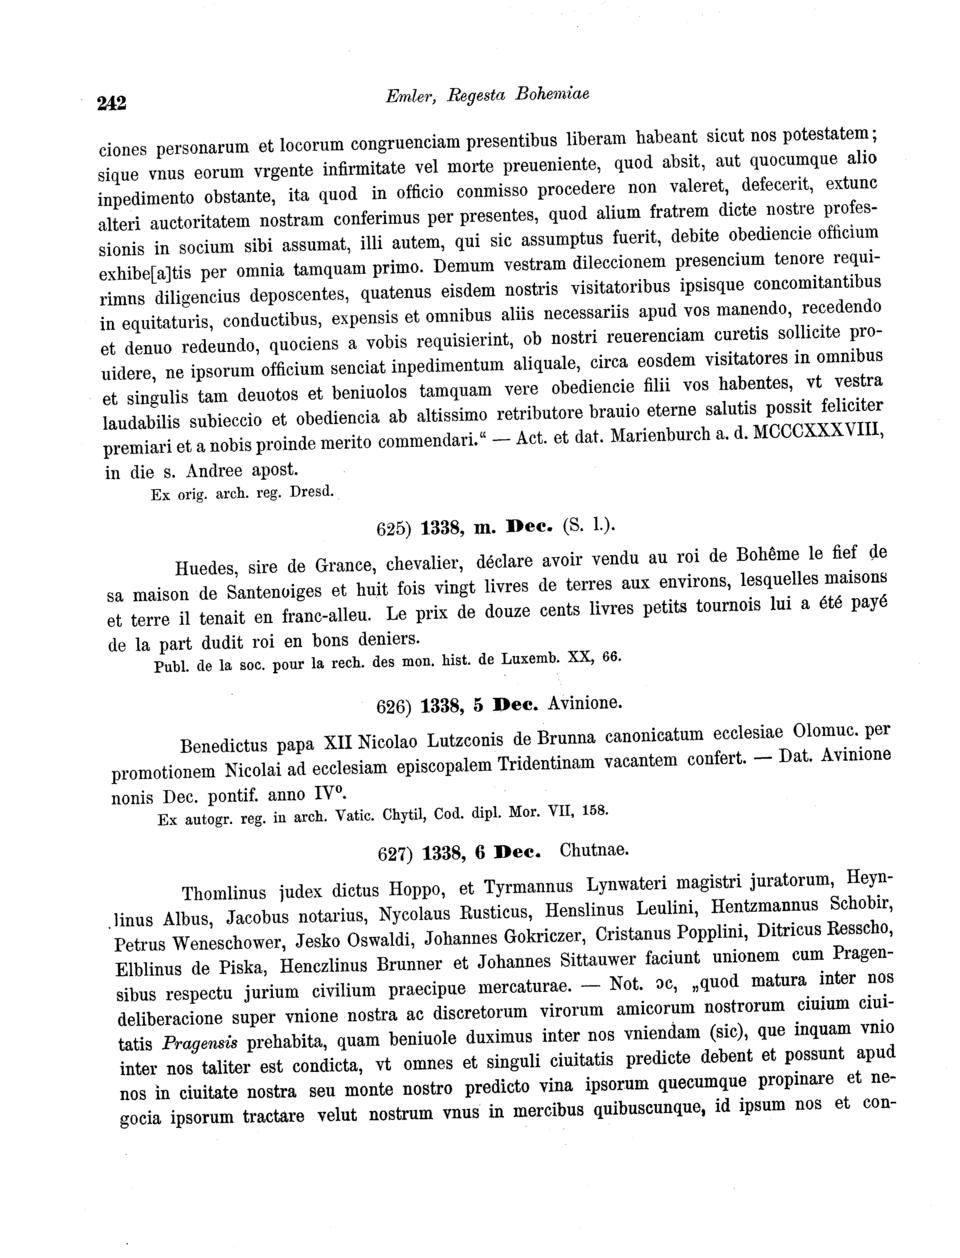 242
Emler, Regesta Bohemiae
ciones personarum et locorum congruenciam presentibus liberam habeant sicut nos potestatem;
sique vnus eorum vrgente infirmitate vel morte preueniente, quod absit, aut quocumque alio
inpedimento obstante, ita quod in officio conmisso procedere non valeret, defecerit, extunc
alteri auctoritatem nostram conferimus per presentes, quod alium fratrem dicte nostre profes-
sionis in socium sibi assumat, illi autem, qui sic assumptus fuerit, debite obediencie officium
exhibe[a]tis per omnia tamquam primo. Demum vestram dileccionem presencium tenore requi-
rimns diligencius deposcentes, quatenus eisdem nostris visitatoribus ipsisque concomitantibus
in equitaturis, conductibus, expensis et omnibus aliis necessariis apud vos manendo, recedendo
et denuo redeundo, quociens a vobis requisierint, ob nostri reuerenciam curetis sollicite pro-
uidere, ne ipsorum officium senciat inpedimentum aliquale, circa eosdem visitatores in omnibus
et singulis tam deuotos et beniuolos tamquam vere obediencie filii vos habentes, vt vestra
laudabilis subieccio et obediencia ab altissimo retributore brauio eterne salutis possit feliciter
premiari et a nobis proinde merito commendari.“ — Act. et dat. Marienburch a. d. MCCCXXXVIII,
in die s. Andree apost.
Ex orig. arch. reg. Dresd.
625) 1338, m. Dec. (S. l.).
Huedes, sire de Grance, chevalier, déclare avoir vendu au roi de Bohême le fief de
sa maison de Santenoiges et huit fois vingt livres de terres aux environs, lesquelles maisons
et terre il tenait en franc-alleu. Le prix de douze cents livres petits tournois lui a été payé
de la part dudit roi en bons deniers.
Publ. de la soc. pour la rech. des mon. hist. de Luxemb. XX, 66.
626) 1338, 5 Dec. Avinione.
Benedictus papa XII Nicolao Lutzconis de Brunna canonicatum ecclesiae Olomuc. per
promotionem Nicolai ad ecclesiam episcopalem Tridentinam vacantem confert. — Dat. Avinione
nonis Dec. pontif. anno IVº.
Ex autogr. reg. in arch. Vatic. Chytil, Cod. dipl. Mor. VII, 158.
627) 1338, 6 Dec. Chutnae.
Thomlinus judex dictus Hoppo, et Tyrmannus Lynwateri magistri juratorum, Heyn-
linus Albus, Jacobus notarius, Nycolaus Rusticus, Henslinus Leulini, Hentzmannus Schobir,
Petrus Weneschower, Jesko Oswaldi, Johannes Gokriczer, Cristanus Popplini, Ditricus Resscho,
Elblinus de Piska, Henczlinus Brunner et Johannes Sittauwer faciunt unionem cum Pragen-
sibus respectu jurium civilium praecipue mercaturae. — Not. ɔc, „quod matura inter nos
deliberacione super vnione nostra ac discretorum virorum amicorum nostrorum ciuium ciui-
tatis Pragensis prehabita, quam beniuole duximus inter nos vniendam (sic), que inquam vnio
inter nos taliter est condicta, vt omnes et singuli ciuitatis predicte debent et possunt apud
nos in ciuitate nostra seu monte nostro predicto vina ipsorum quecumque propinare et ne-
gocia ipsorum tractare velut nostrum vnus in mercibus quibuscunque, id ipsum nos et con-